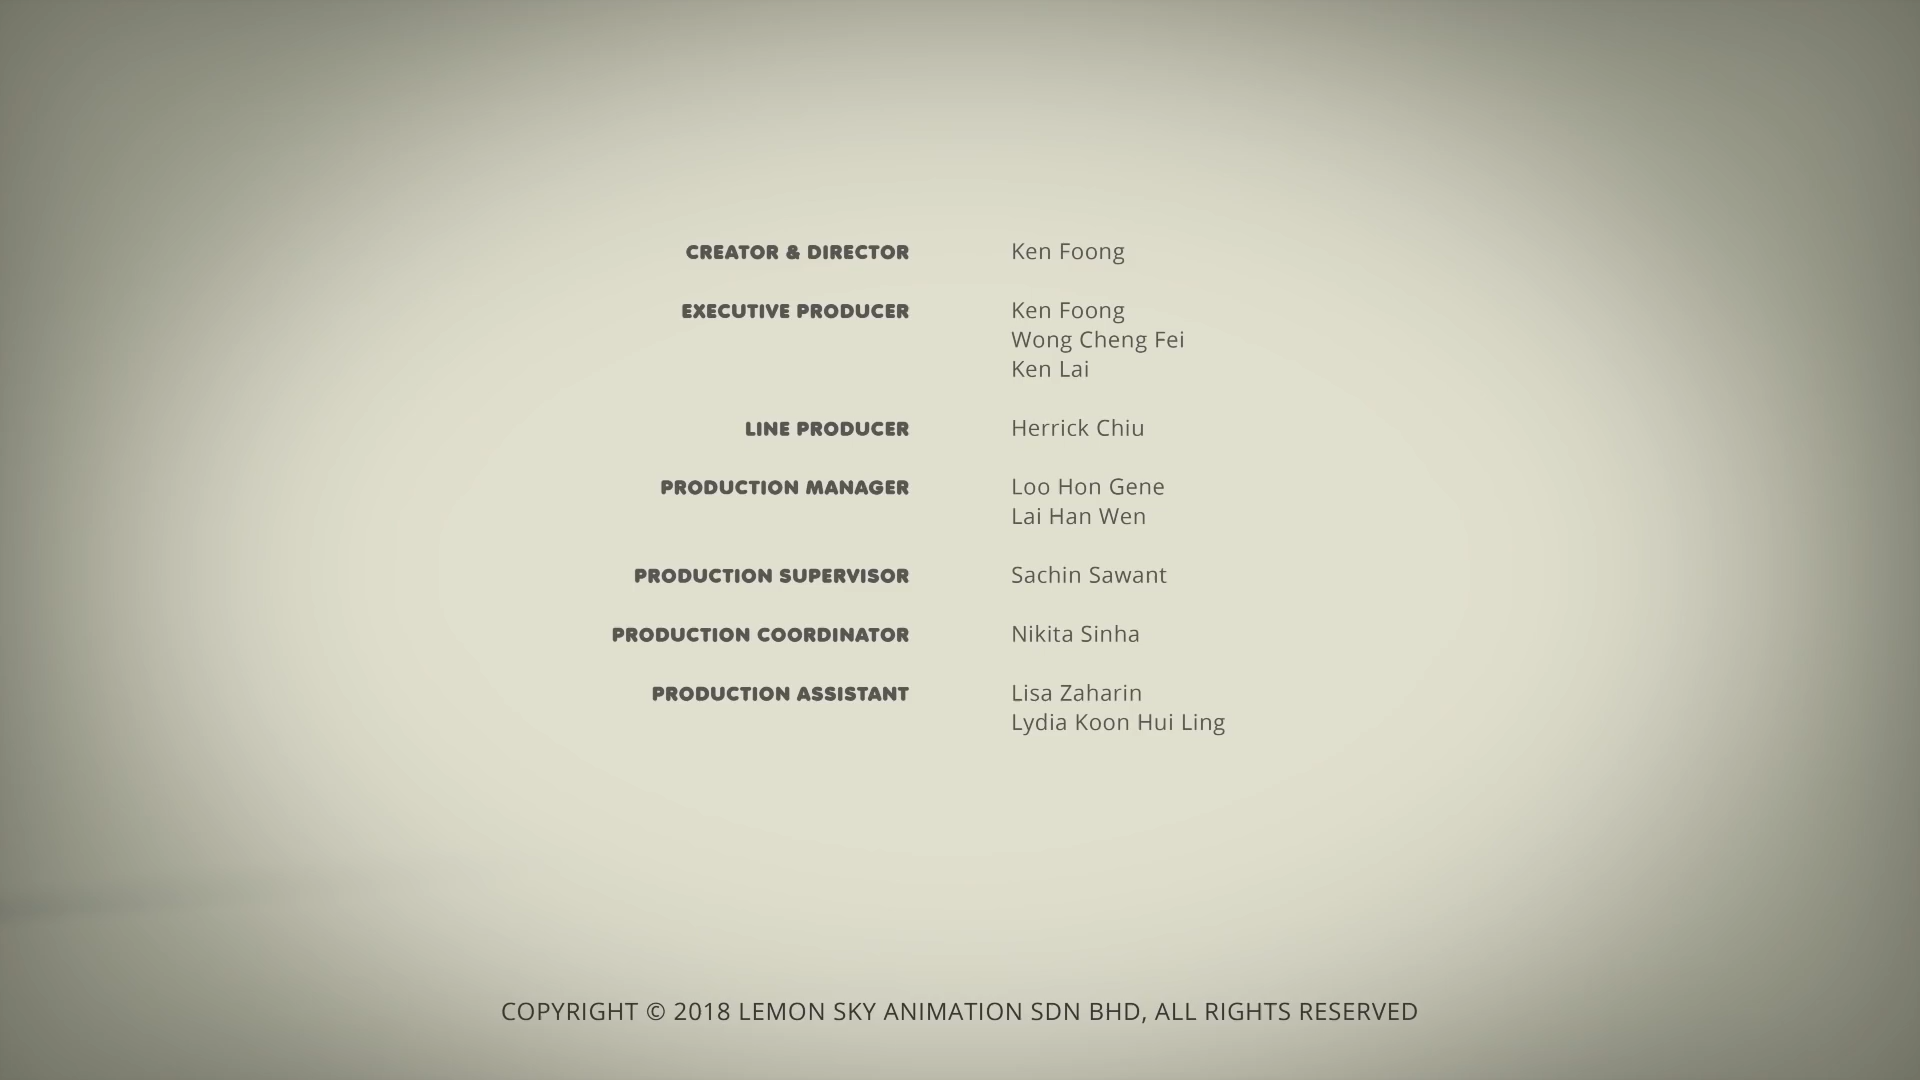 CREATOR & DIRECTOR Ken Foong
EXECUTIVE PRODUCER Ken Foong
Wong Cheng Fei
Ken Lai
LINE PRODUCER Herrick Chiu
PRODUCTION MANAGER Loo Hon Gene
Lai Han Wen
PRODUCTION SUPERVISOR Sachin Sawant
PRODUCTION COORDINATOR Nikita Sinha
PRODUCTION ASSISTANT Lisa Zaharin
Lydia Koon Hui Ling
COPYRIGHT © 2018 LEMON SKY ANIMATION SDN BHD, ALL RIGHTS RESERVED